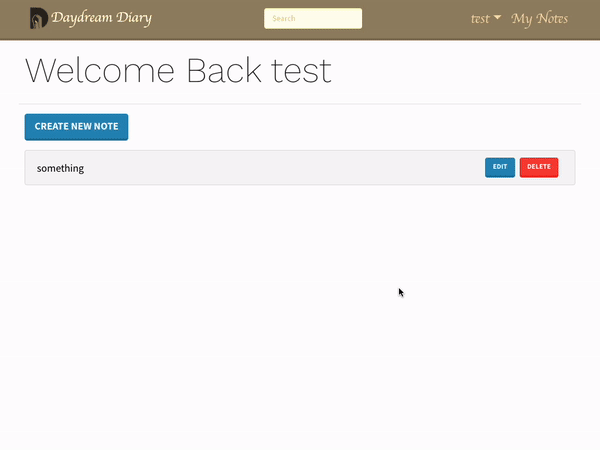 Daydream Diary
Search
test
My Notes
Welcome Back test
CREATE NEW NOTE
something
EDIT
DELETE